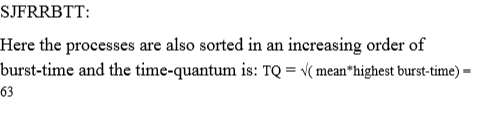 SJFRRBTT:
Here the processes are also sorted in an increasing order of
burst-time and the time-quantum is: TQ = √( mean*highest burst-time) =
63